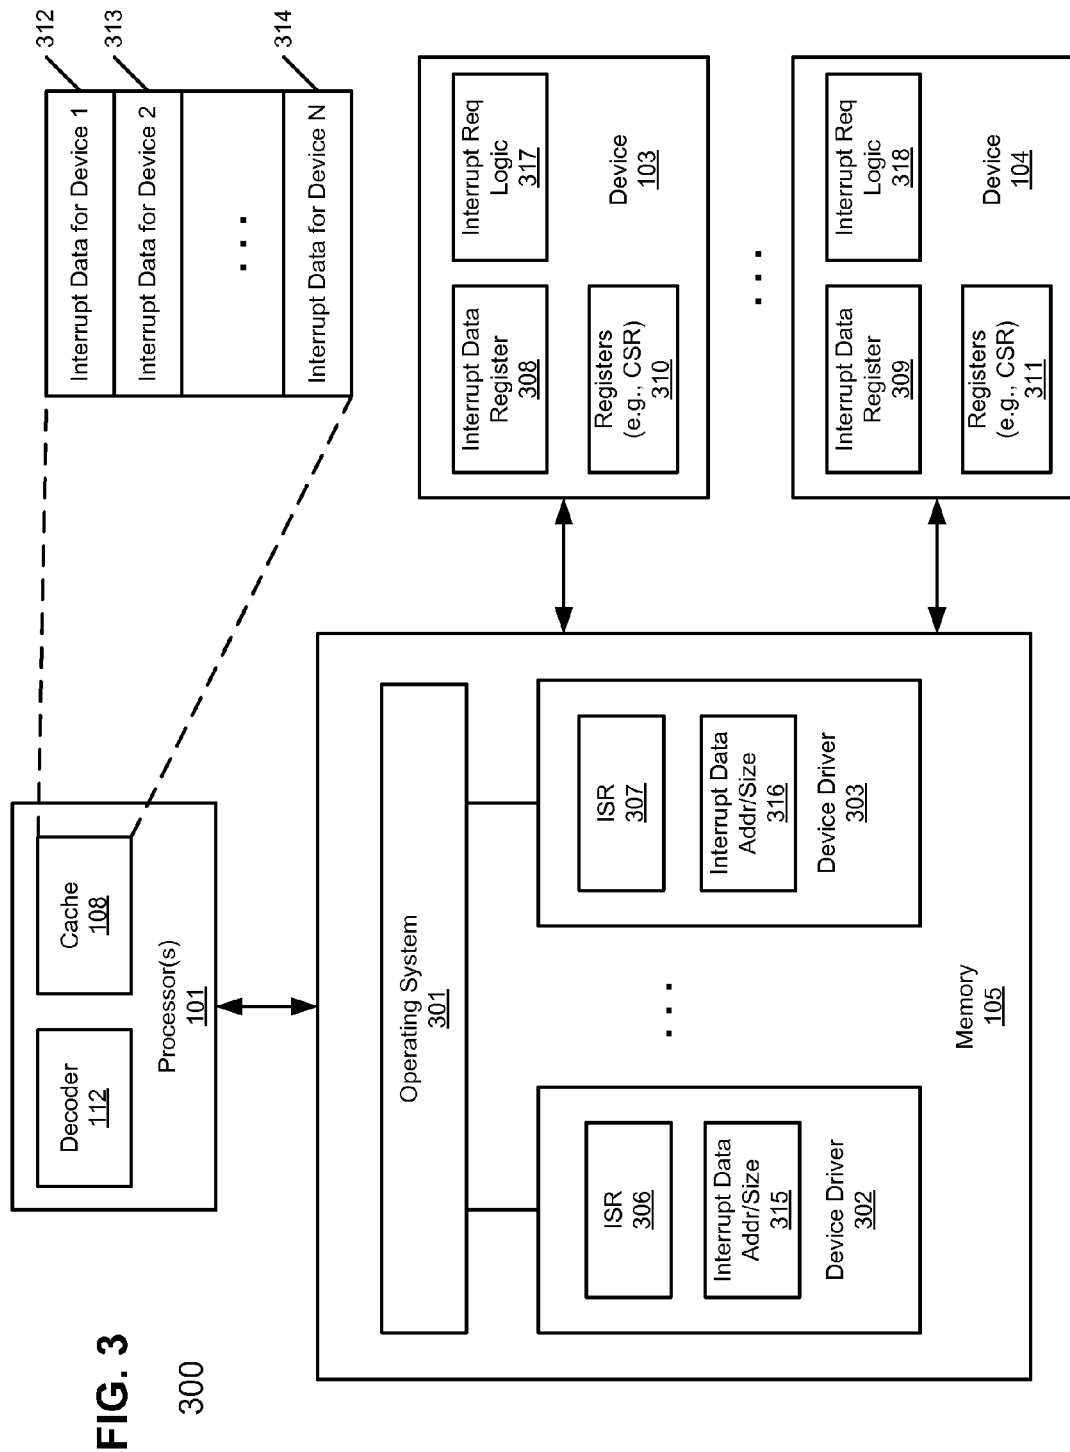 FIG. 3
300
Decoder
112
Cache
108
Processor(s)
101
Interrupt Data for Device 1
312
Interrupt Data for Device 2
313
Interrupt Data for Device N
314
Operating System
301
ISR
306
Interrupt Data
Addr/Size
315
Device Driver
302
ISR
307
Interrupt Data
Addr/Size
316
Device Driver
303
Memory
105
Interrupt Data
Register
308
Interrupt Req
Logic
317
Registers
(e.g., CSR)
310
Device
103
Interrupt Data
Register
309
Interrupt Req
Logic
318
Registers
(e.g., CSR)
311
Device
104